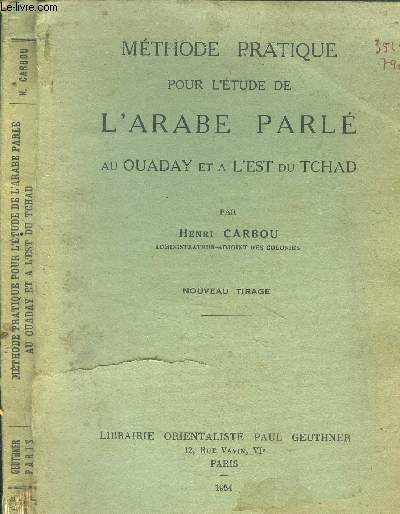 www.le-livre.com
MÉTHODE PRATIQUE
POUR L'ÉTUDE DE
L'ARABE PARLÉ
AU OUADAY ET A L'EST DU TCHAD
PAR
HENRI CARBOU
ADMINISTRATEUR-ADJOINT DES COLONIES
NOUVEAU TIRAGE
LIBRAIRIE ORIENTALISTE PAUL GEUTHNER
12, RUE VAVIN, VIe
PARIS
1954
H. CARBOU
MÉTHODE PRATIQUE POUR L'ÉTUDE DE L'ARABE PARLÉ
AU OUADAY ET A L'EST DU TCHAD
GEUTHNER
PARIS